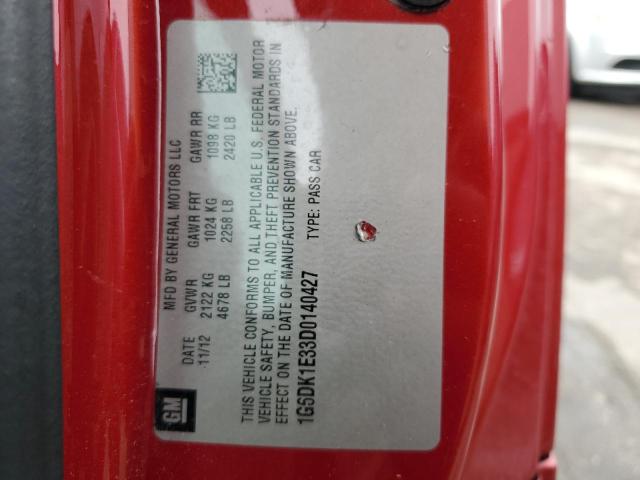 GM
MFD BY GENERAL MOTORS LLC
DATE GVWR GAWR FRT GAWR RR
11/12 2122 KG 1024 KG 1098 KG
4678 LB 2258 LB 2420 LB
THIS VEHICLE CONFORMS TO ALL APPLICABLE U.S. FEDERAL MOTOR
VEHICLE SAFETY, BUMPER, AND THEFT PREVENTION STANDARDS IN
EFFECT ON THE DATE OF MANUFACTURE SHOWN ABOVE.
1G5DK1E33D0140427 TYPE: PASS CAR